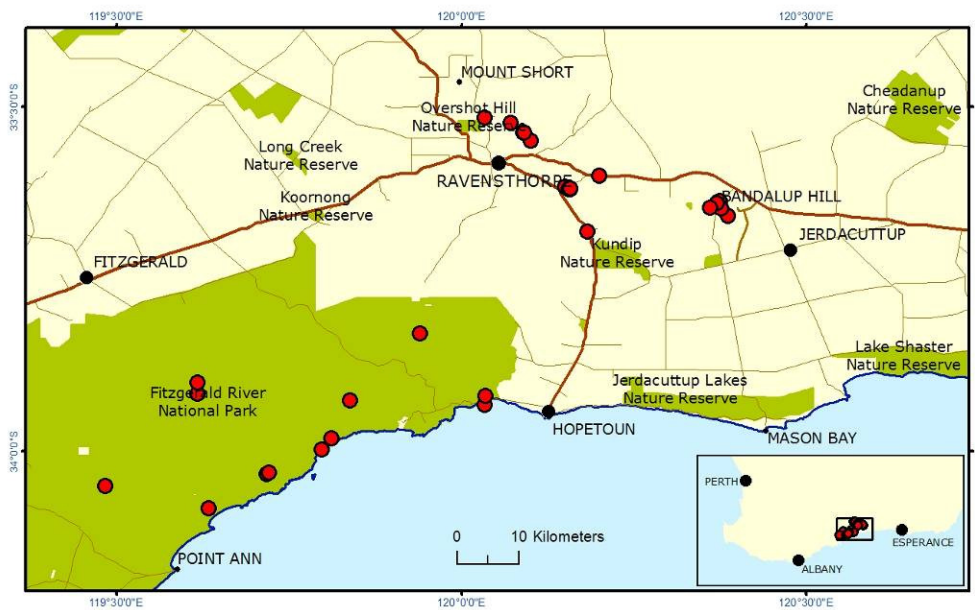 119°30'0"E
120°0'0"E
120°30'0"E
33°30'0"S
MOUNT SHORT
Cheadanup
Nature Reserve
Overshot Hill
Nature Reserve
Long Creek
Nature Reserve
RAVENSTHORPE
Koornong
Nature Reserve
BANDALUP HILL
JERDACUTTUP
Kundip
Nature Reserve
FITZGERALD
Lake Shaster
Nature Reserve
Jerdacuttup Lakes
Nature Reserve
Fitzgerald River
National Park
HOPETOUN
MASON BAY
34°0'0"S
PERTH
ESPERANCE
ALBANY
0 10 Kilometers
POINT ANN
119°30'0"E
120°0'0"E
120°30'0"E